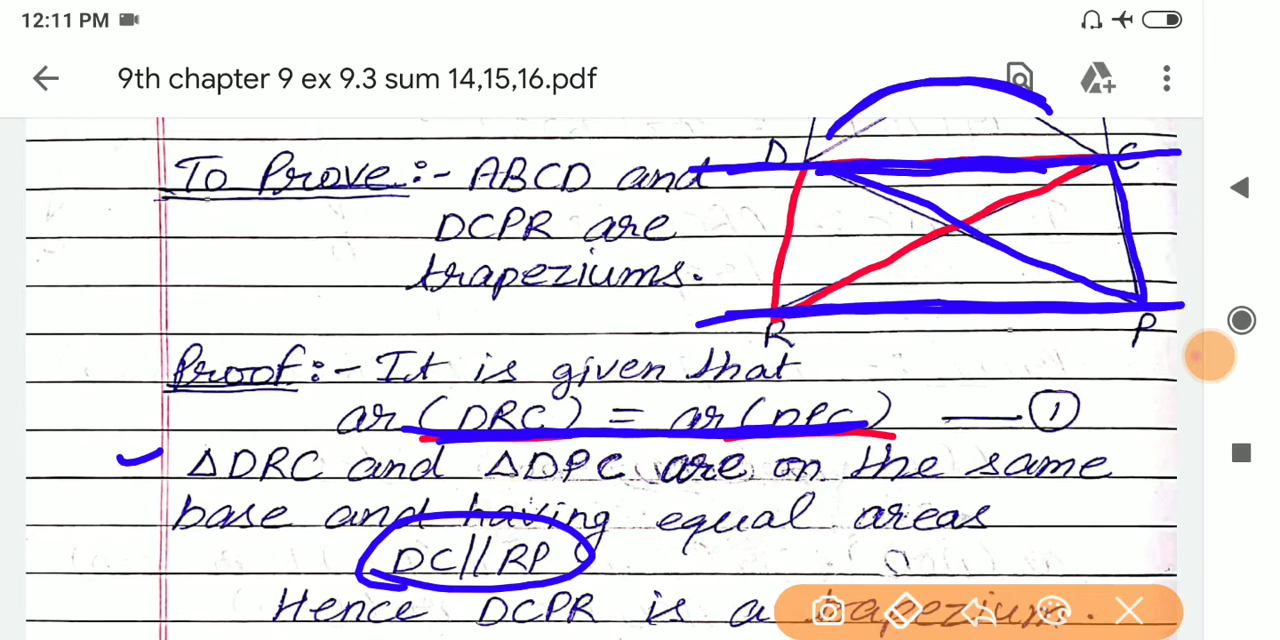 12:11 PM
9th chapter 9 ex 9.3 sum 14,15,16.pdf
To Prove:- ABCD and
DCPR are
trapeziums.
D C
R P
Proof:- It is given that
ar (DRC) = ar (DPC) — 1
ΔDRC and ΔDPC are on the same
base and having equal areas
DC//RP
Hence DCPR is a trapezium.